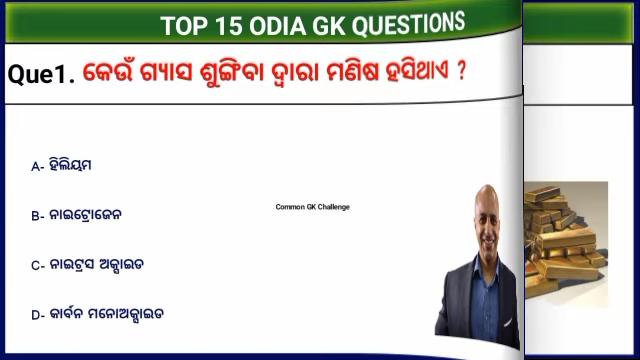 TOP 15 ODIA GK QUESTIONS
Que1. କେଉଁ ଗ୍ୟାସ ଶୁଙ୍ଗିବା ଦ୍ୱାରା ମଣିଷ ହସିଥାଏ ?
A- ହିଲିୟମ
Common GK Challenge
B- ନାଇଟ୍ରୋଜେନ
C- ନାଇଟ୍ରସ ଅକ୍ସାଇଡ
D- କାର୍ବନ ମନୋଅକ୍ସାଇଡ